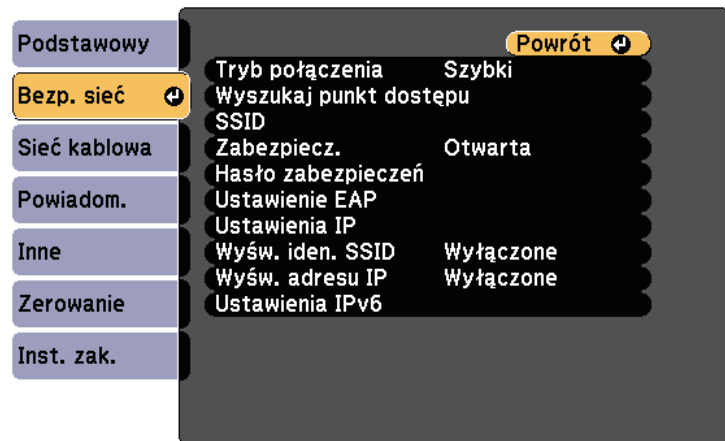 Podstawowy
Bezp. sieć
Sieć kablowa
Powiadom.
Inne
Zerowanie
Inst. zak.
Powrót
Tryb połączenia Szybki
Wyszukaj punkt dostępu
SSID
Zabezpiecz. Otwarta
Hasło zabezpieczeń
Ustawienie EAP
Ustawienia IP
Wyśw. iden. SSID Wyłączone
Wyśw. adresu IP Wyłączone
Ustawienia IPv6